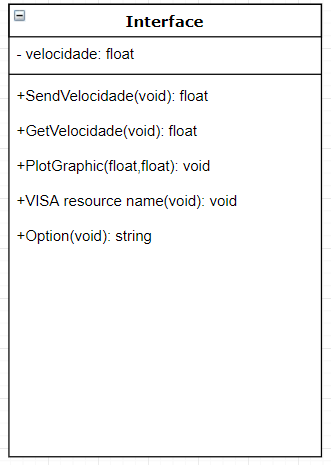 Interface
- velocidade: float
+SendVelocidade(void): float
+GetVelocidade(void): float
+PlotGraphic(float,float): void
+VISA resource name(void): void
+Option(void): string